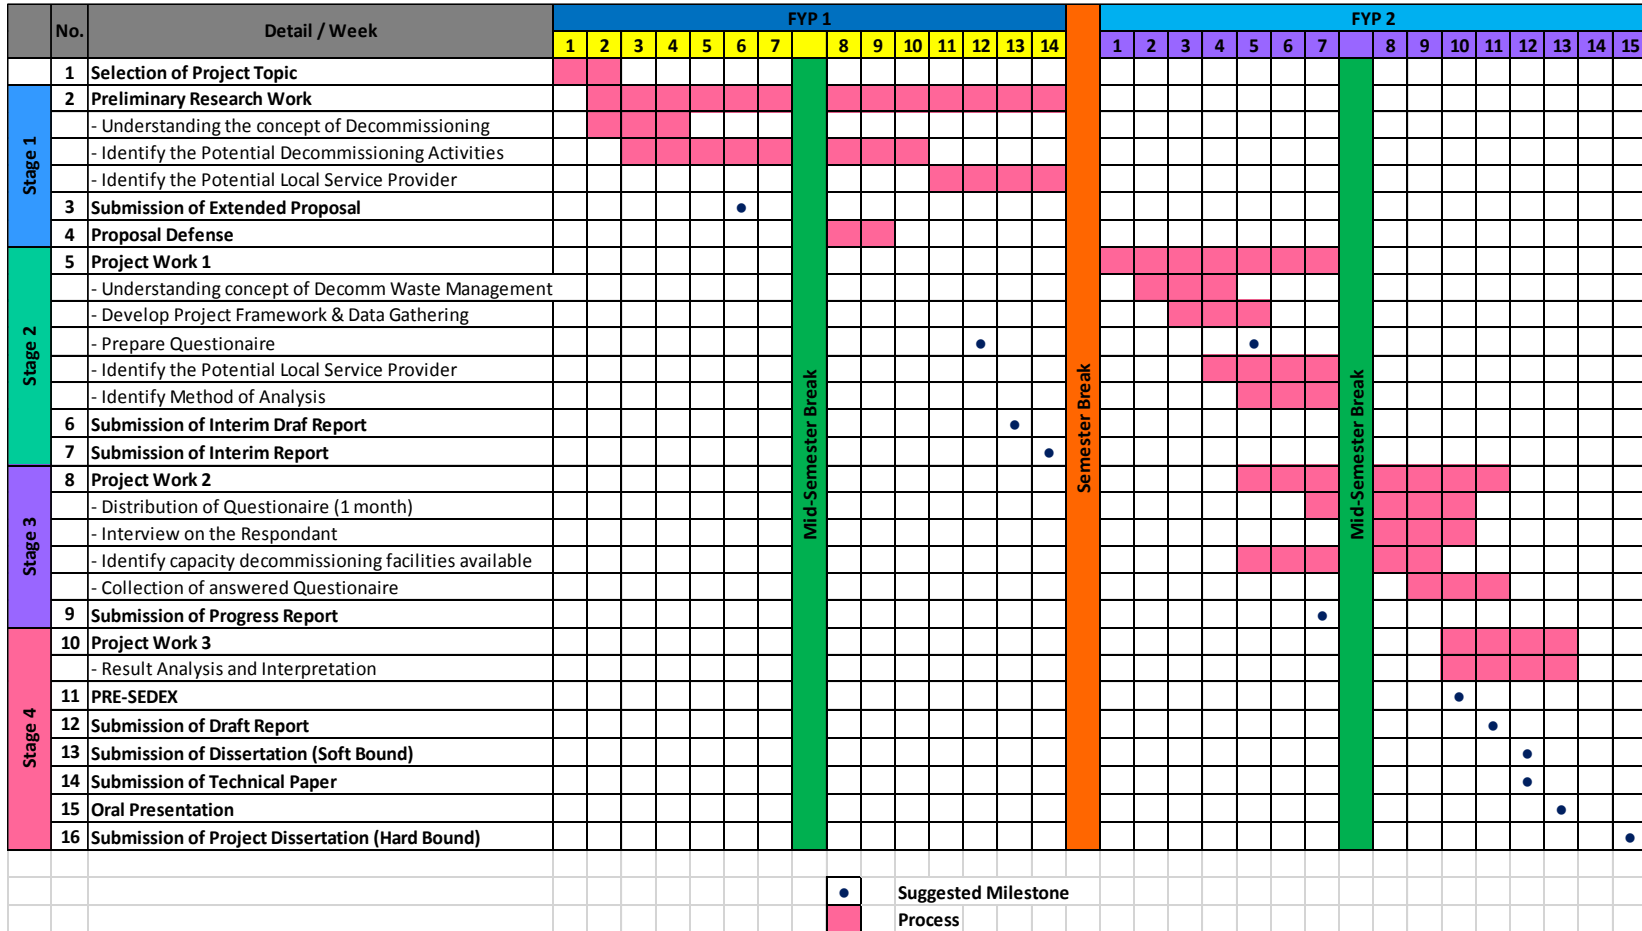 No. Detail / Week FYP 1 FYP 2
1 2 3 4 5 6 7 8 9 10 11 12 13 14 1 2 3 4 5 6 7 8 9 10 11 12 13 14 15
1 Selection of Project Topic
2 Preliminary Research Work
- Understanding the concept of Decommissioning
- Identify the Potential Decommissioning Activities
- Identify the Potential Local Service Provider
3 Submission of Extended Proposal
4 Proposal Defense
Stage 1
5 Project Work 1
- Understanding concept of Decomm Waste Management
- Develop Project Framework & Data Gathering
- Prepare Questionaire
- Identify the Potential Local Service Provider
- Identify Method of Analysis
6 Submission of Interim Draf Report
7 Submission of Interim Report
Stage 2
8 Project Work 2
- Distribution of Questionaire (1 month)
- Interview on the Respondant
- Identify capacity decommissioning facilities available
- Collection of answered Questionaire
9 Submission of Progress Report
Stage 3
10 Project Work 3
- Result Analysis and Interpretation
11 PRE-SEDEX
12 Submission of Draft Report
13 Submission of Dissertation (Soft Bound)
14 Submission of Technical Paper
15 Oral Presentation
16 Submission of Project Dissertation (Hard Bound)
Stage 4
Mid-Semester Break
Semester Break
Mid-Semester Break
Suggested Milestone
Process